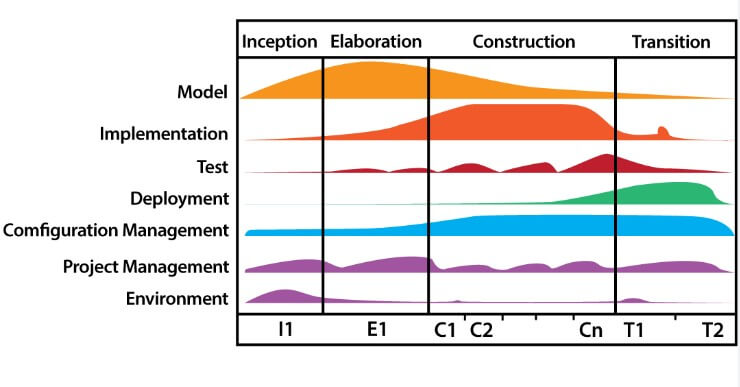 Inception Elaboration Construction Transition
Model
Implementation
Test
Deployment
Comfiguration Management
Project Management
Environment
I1 E1 C1 C2 Cn T1 T2